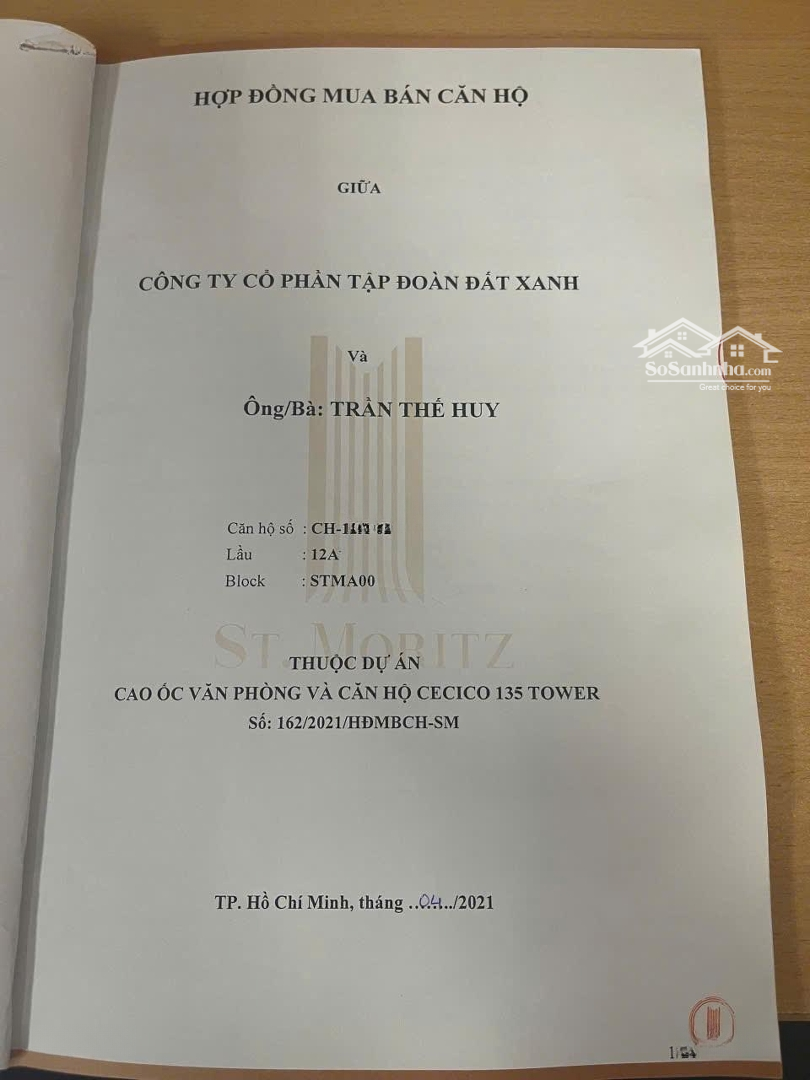 HỢP ĐỒNG MUA BÁN CĂN HỘ
GIỮA
CÔNG TY CỔ PHẦN TẬP ĐOÀN ĐẤT XANH
Và
Ông/Bà: TRẦN THẾ HUY
Căn hộ số : CH-
Lầu : 12A
Block : STMA00
ST. MORITZ
THUỘC DỰ ÁN
CAO ỐC VĂN PHÒNG VÀ CĂN HỘ CECICO 135 TOWER
Số: 162/2021/HĐMBCH-SM
TP. Hồ Chí Minh, tháng ..04.../2021
SoSanhnha.com
Great choice for you